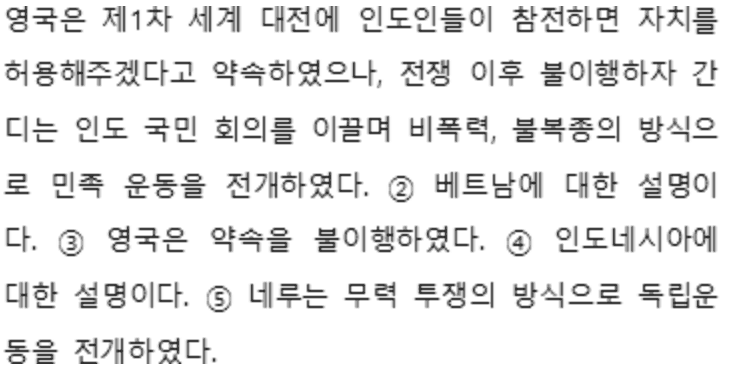 영국은 제1차 세계 대전에 인도인들이 참전하면 자치를
허용해주겠다고 약속하였으나, 전쟁 이후 불이행하자 간
디는 인도 국민 회의를 이끌며 비폭력, 불복종의 방식으
로 민족 운동을 전개하였다. ② 베트남에 대한 설명이
다. ③ 영국은 약속을 불이행하였다. ④ 인도네시아에
대한 설명이다. ⑤ 네루는 무력 투쟁의 방식으로 독립운
동을 전개하였다.